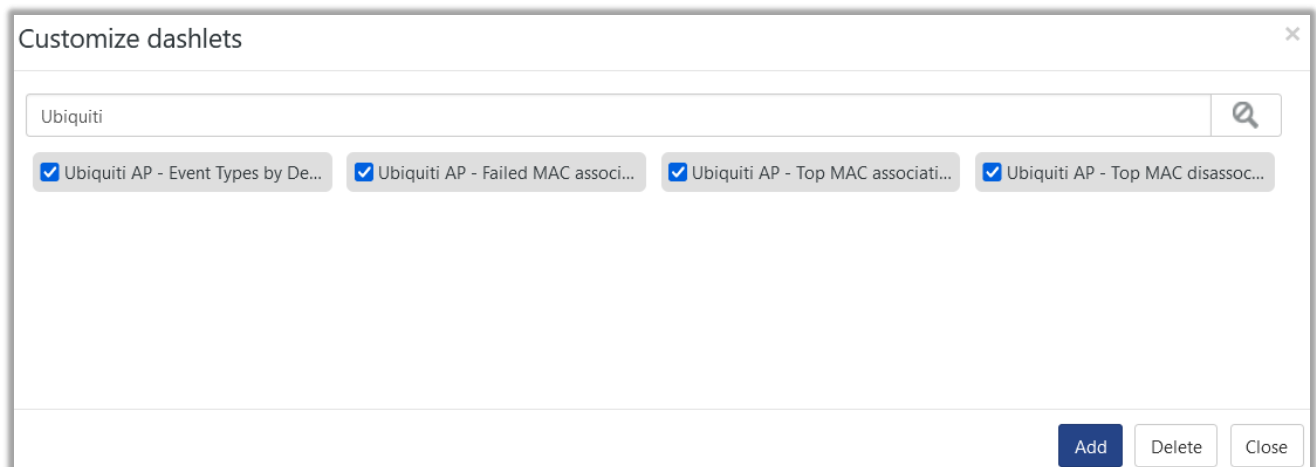 Customize dashlets
Ubiquiti
Ubiquiti AP - Event Types by De...
Ubiquiti AP - Failed MAC associ...
Ubiquiti AP - Top MAC associati...
Ubiquiti AP - Top MAC disassoc...
Add
Delete
Close